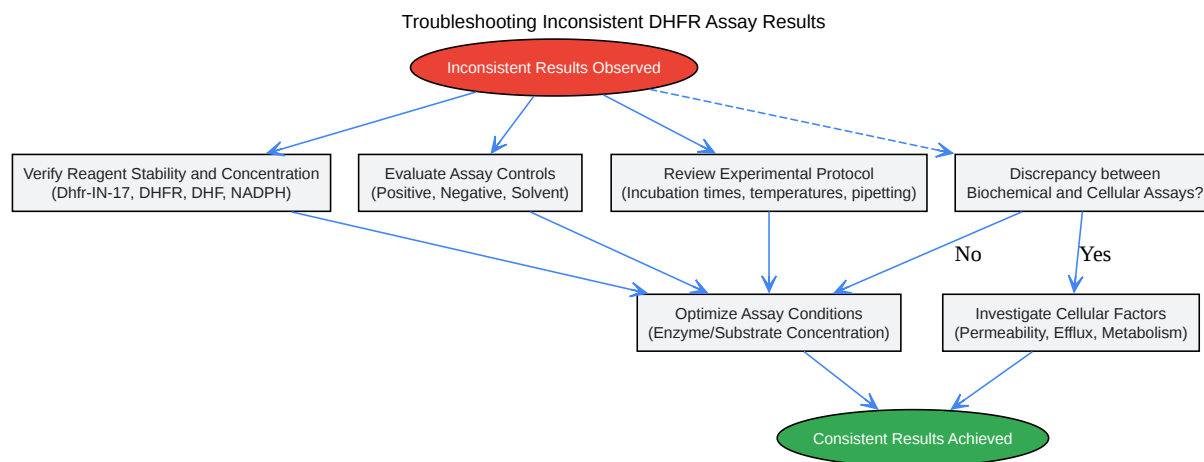 Troubleshooting Inconsistent DHFR Assay Results
Inconsistent Results Observed
Verify Reagent Stability and Concentration
(Dhfr-IN-17, DHFR, DHF, NADPH)
Evaluate Assay Controls
(Positive, Negative, Solvent)
Review Experimental Protocol
(Incubation times, temperatures, pipetting)
Discrepancy between
Biochemical and Cellular Assays?
No
Yes
Optimize Assay Conditions
(Enzyme/Substrate Concentration)
Investigate Cellular Factors
(Permeability, Efflux, Metabolism)
Consistent Results Achieved